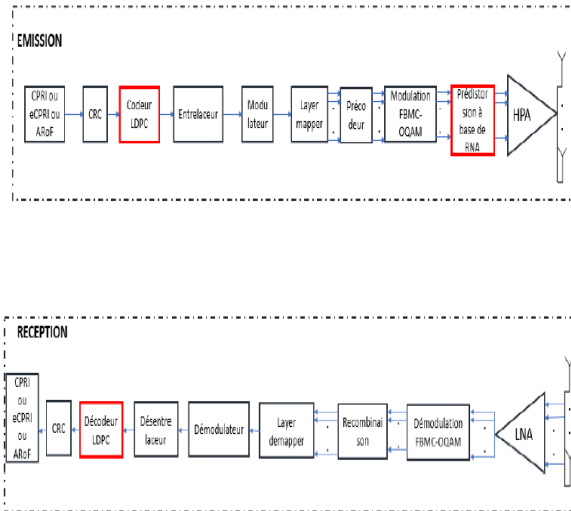 EMISSION
CPRI ou
eCPRI ou
ARoF
CRC
Codeur
LDPC
Entrelaceur
Modu
lateur
Layer
mapper
Préco
deur
Modulation
FBMC-
OQAM
Prédistor
sion à
base de
RNA
HPA
RECEPTION
CPRI
ou
eCPRI
ou
ARoF
CRC
Décodeur
LDPC
Désentre
laceur
Démodulateur
Layer
demapper
Recombinai
son
Démodulation
FBMC-OQAM
LNA